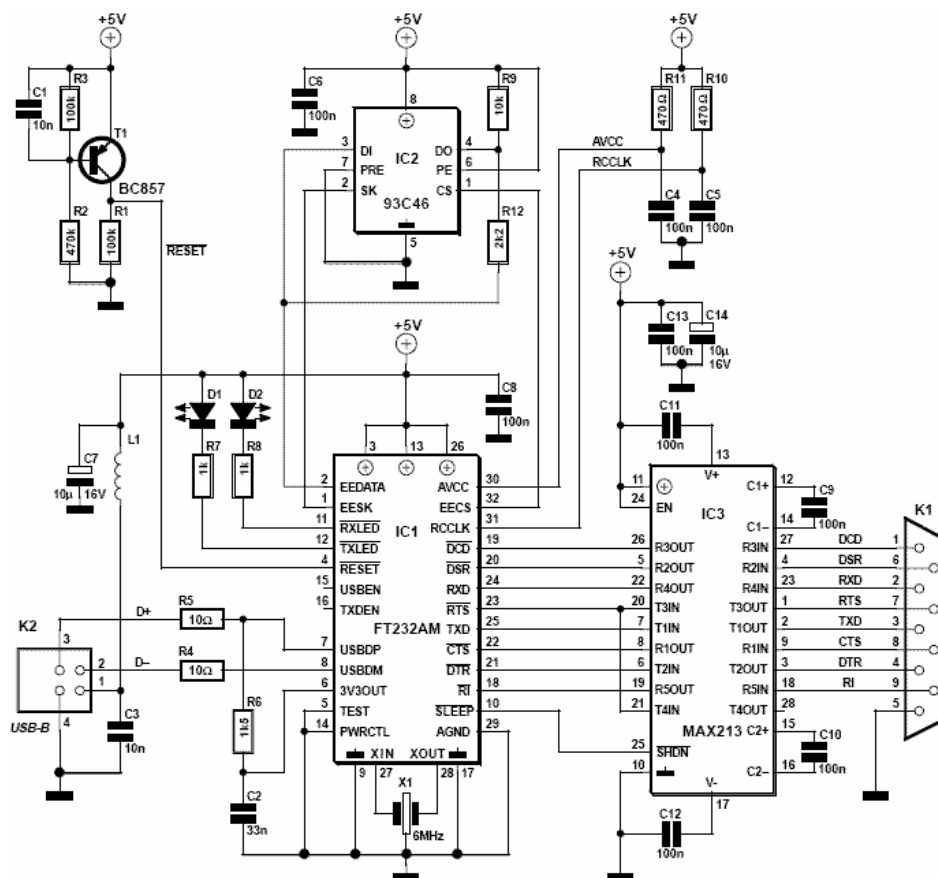 +5V
+5V
+5V
C1
10n
R3
100k
T1
BC857
R2
470k
R1
100k
RESET
C6
100n
8
R9
10k
3
DI
DO
4
7
PRE
IC2
PE
6
2
SK
CS
1
93C46
5
R12
2k2
R11
470Ω
R10
470Ω
AVCC
RCCLK
C4
100n
C5
100n
+5V
C13
100n
C14
10µ
16V
+5V
D1
D2
C8
100n
R7
1k
R8
1k
L1
C7
10µ
16V
C11
100n
3
13
26
2
EEDATA
AVCC
30
1
EESK
EECS
32
11
RXLED
IC1
RCCLK
31
12
TXLED
DCD
19
4
RESET
DSR
20
15
USBEN
RXD
24
16
TXDEN
RTS
23
FT232AM
TXD
25
7
USBDP
CTS
22
8
USBDM
DTR
21
6
3V3OUT
RI
18
5
TEST
SLEEP
10
14
PWRCTL
AGND
29
XIN
XOUT
9
27
28
17
X1
6MHz
K2
3
D+
R5
10Ω
2
D–
R4
10Ω
1
4
USB-B
C3
10n
R6
1k5
C2
33n
13
V+
11
C1+
12
24
EN
IC3
C9
100n
C1–
14
26
R3OUT
R3IN
27
DCD
1
5
R2OUT
R2IN
4
DSR
6
22
R4OUT
R4IN
23
RXD
2
20
T3IN
T3OUT
1
RTS
7
7
T1IN
T1OUT
2
TXD
3
8
R1OUT
R1IN
9
CTS
8
6
T2IN
T2OUT
3
DTR
4
19
R5OUT
R5IN
18
RI
9
21
T4IN
T4OUT
28
5
MAX213
C2+
15
25
SHDN
C10
100n
10
C2–
16
V-
17
C12
100n
K1